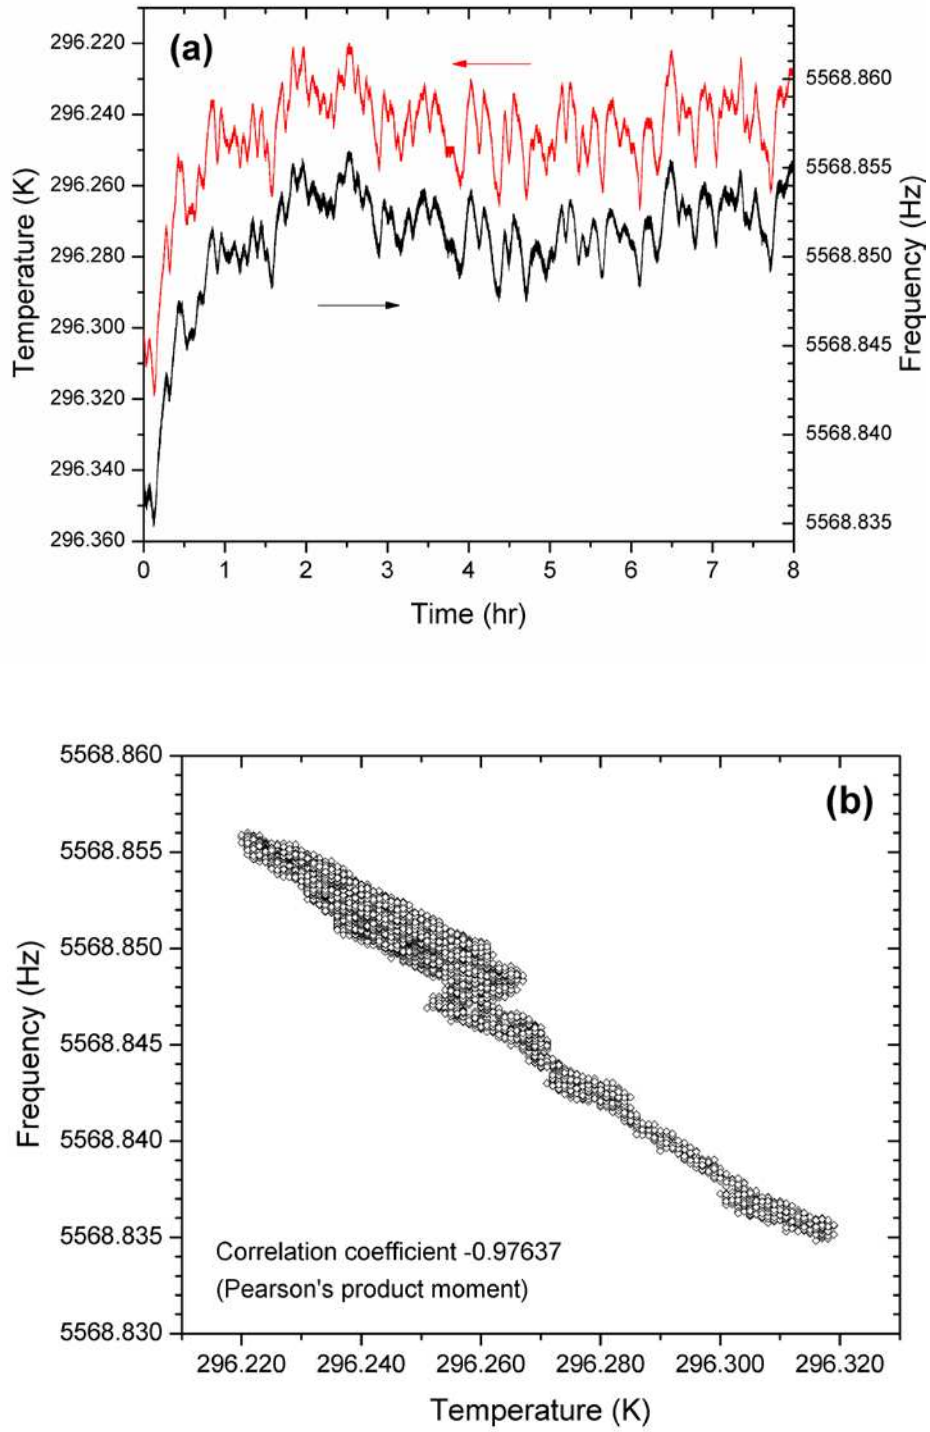 (a)
Temperature (K)
296.220
296.240
296.260
296.280
296.300
296.320
296.340
296.360
5568.860
5568.855
5568.850
5568.845
5568.840
5568.835
Frequency (Hz)
0 1 2 3 4 5 6 7 8
Time (hr)
(b)
Frequency (Hz)
5568.860
5568.855
5568.850
5568.845
5568.840
5568.835
5568.830
Correlation coefficient -0.97637
(Pearson's product moment)
296.220 296.240 296.260 296.280 296.300 296.320
Temperature (K)